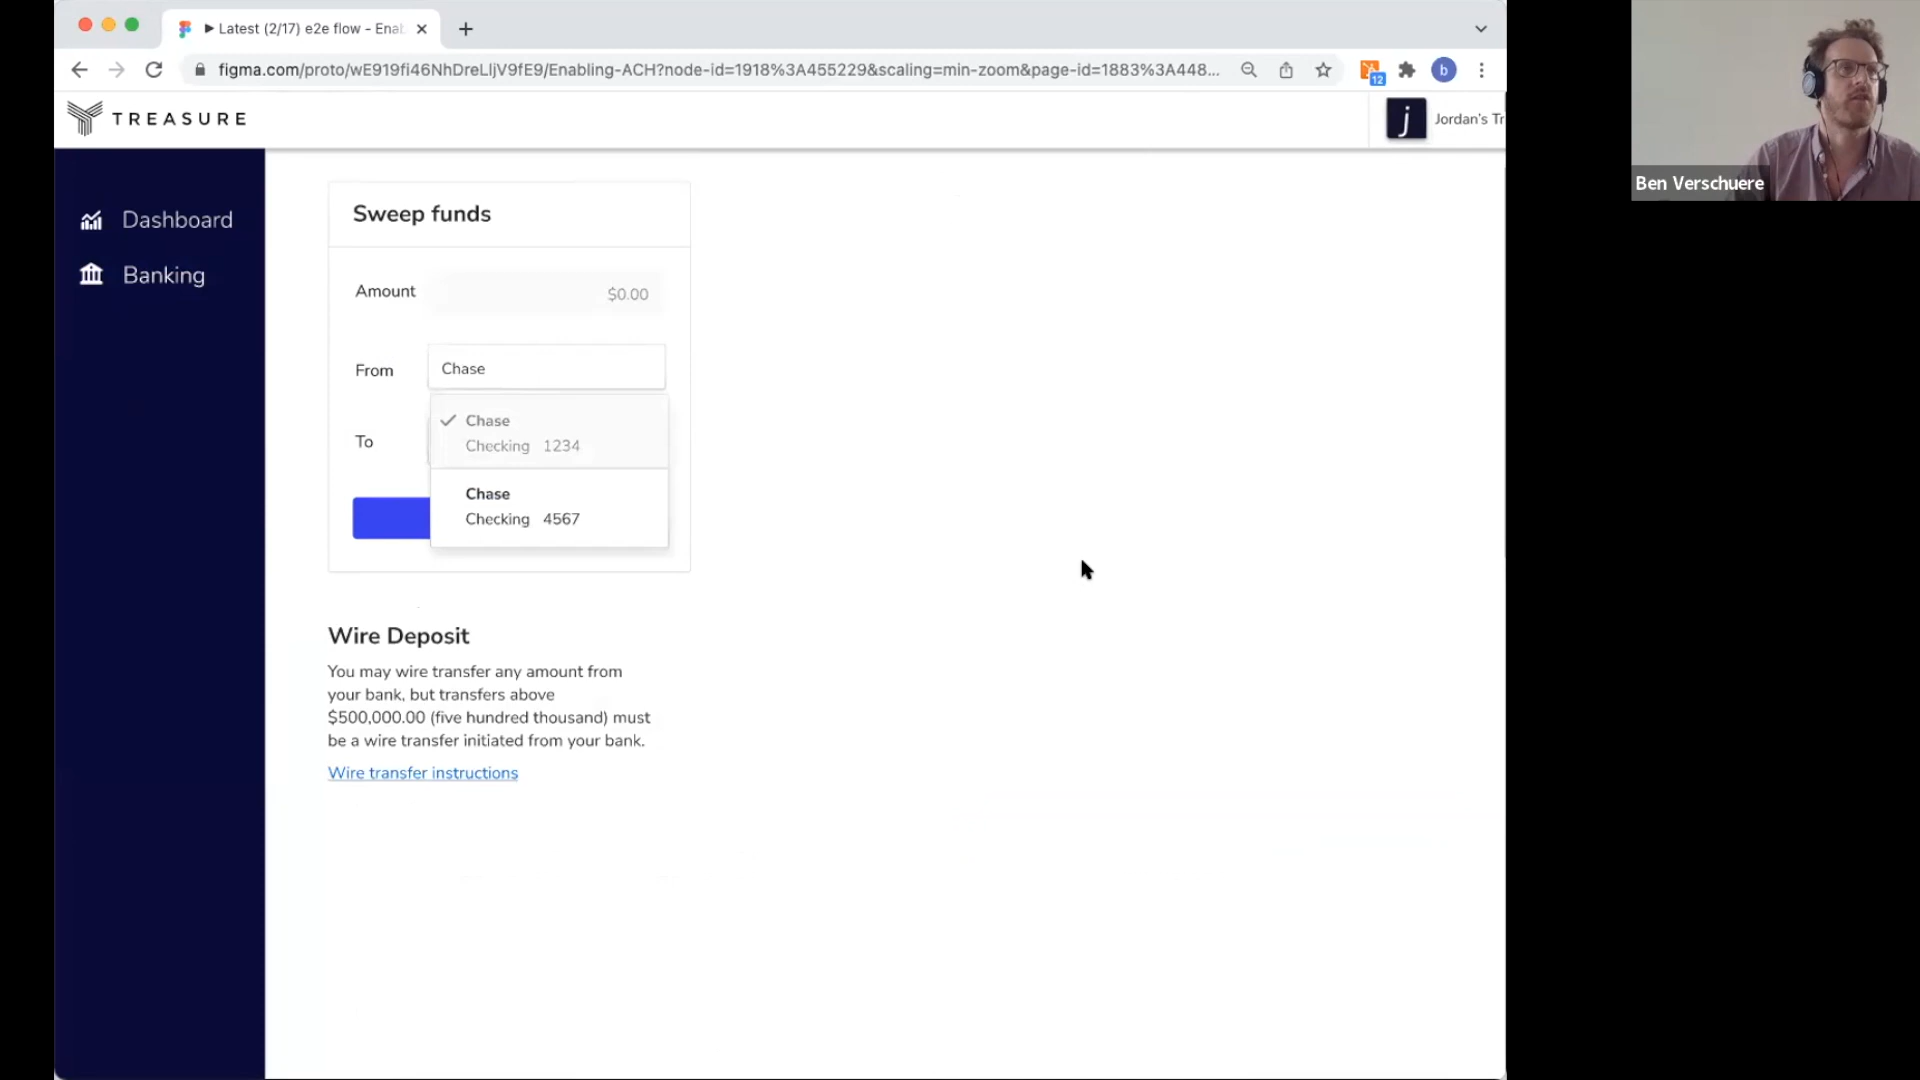 Latest (2/17) e2e flow - Enab
figma.com/proto/wE919fi46NhDreLljV9fE9/Enabling-ACH?node-id=1918%3A455229&scaling=min-zoom&page-id=1883%3A448...
12
b
TREASURE
j
Jordan's Tr
Ben Verschuere
Dashboard
Banking
Sweep funds
Amount
$0.00
From
Chase
To
Chase
Checking 1234
Chase
Checking 4567
Wire Deposit
You may wire transfer any amount from
your bank, but transfers above
$500,000.00 (five hundred thousand) must
be a wire transfer initiated from your bank.
Wire transfer instructions